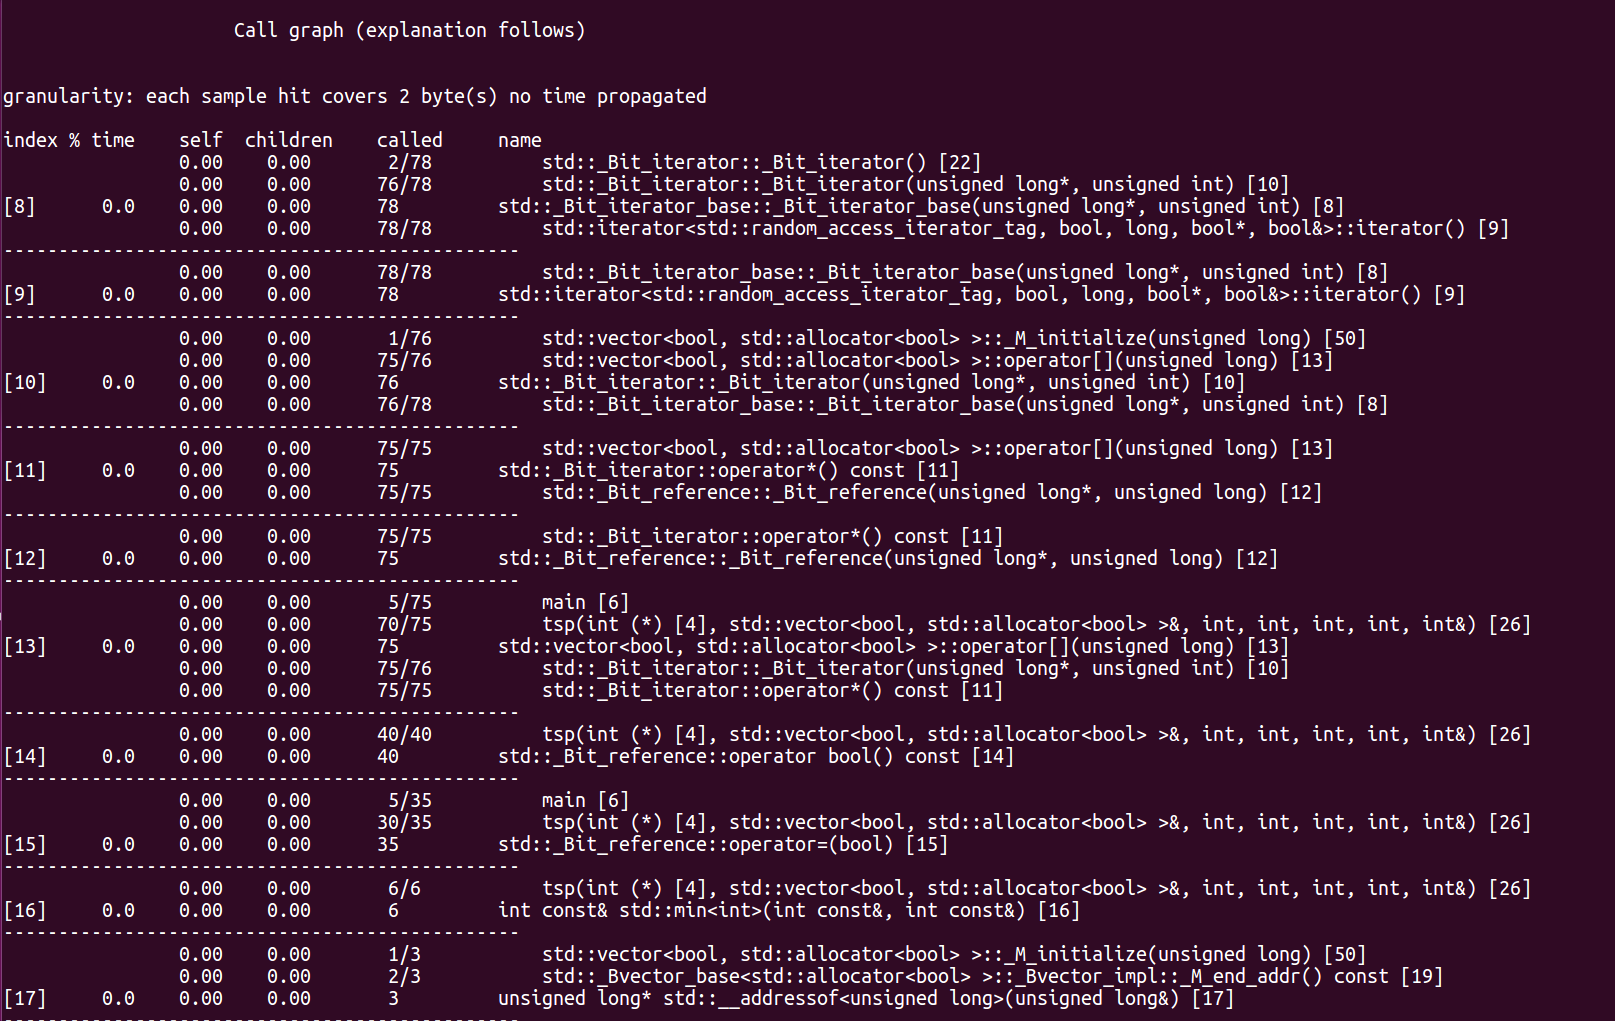 Call graph (explanation follows)
granularity: each sample hit covers 2 byte(s) no time propagated
index % time    self  children    called     name
                0.00    0.00       2/78          std::_Bit_iterator::_Bit_iterator() [22]
                0.00    0.00      76/78          std::_Bit_iterator::_Bit_iterator(unsigned long*, unsigned int) [10]
[8]      0.0    0.00    0.00      78         std::_Bit_iterator_base::_Bit_iterator_base(unsigned long*, unsigned int) [8]
                0.00    0.00      78/78          std::iterator<std::random_access_iterator_tag, bool, long, bool*, bool&>::iterator() [9]
-----------------------------------------------
                0.00    0.00      78/78          std::_Bit_iterator_base::_Bit_iterator_base(unsigned long*, unsigned int) [8]
[9]      0.0    0.00    0.00      78         std::iterator<std::random_access_iterator_tag, bool, long, bool*, bool&>::iterator() [9]
-----------------------------------------------
                0.00    0.00       1/76          std::vector<bool, std::allocator<bool> >::_M_initialize(unsigned long) [50]
                0.00    0.00      75/76          std::vector<bool, std::allocator<bool> >::operator[](unsigned long) [13]
[10]     0.0    0.00    0.00      76         std::_Bit_iterator::_Bit_iterator(unsigned long*, unsigned int) [10]
                0.00    0.00      76/78          std::_Bit_iterator_base::_Bit_iterator_base(unsigned long*, unsigned int) [8]
-----------------------------------------------
                0.00    0.00      75/75          std::vector<bool, std::allocator<bool> >::operator[](unsigned long) [13]
[11]     0.0    0.00    0.00      75         std::_Bit_iterator::operator*() const [11]
                0.00    0.00      75/75          std::_Bit_reference::_Bit_reference(unsigned long*, unsigned long) [12]
-----------------------------------------------
                0.00    0.00      75/75          std::_Bit_iterator::operator*() const [11]
[12]     0.0    0.00    0.00      75         std::_Bit_reference::_Bit_reference(unsigned long*, unsigned long) [12]
-----------------------------------------------
                0.00    0.00       5/75          main [6]
                0.00    0.00      70/75          tsp(int (*) [4], std::vector<bool, std::allocator<bool> >&, int, int, int, int, int&) [26]
[13]     0.0    0.00    0.00      75         std::vector<bool, std::allocator<bool> >::operator[](unsigned long) [13]
                0.00    0.00      75/76          std::_Bit_iterator::_Bit_iterator(unsigned long*, unsigned int) [10]
                0.00    0.00      75/75          std::_Bit_iterator::operator*() const [11]
-----------------------------------------------
                0.00    0.00      40/40          tsp(int (*) [4], std::vector<bool, std::allocator<bool> >&, int, int, int, int, int&) [26]
[14]     0.0    0.00    0.00      40         std::_Bit_reference::operator bool() const [14]
-----------------------------------------------
                0.00    0.00       5/35          main [6]
                0.00    0.00      30/35          tsp(int (*) [4], std::vector<bool, std::allocator<bool> >&, int, int, int, int, int&) [26]
[15]     0.0    0.00    0.00      35         std::_Bit_reference::operator=(bool) [15]
-----------------------------------------------
                0.00    0.00       6/6           tsp(int (*) [4], std::vector<bool, std::allocator<bool> >&, int, int, int, int, int&) [26]
[16]     0.0    0.00    0.00       6         int const& std::min<int>(int const&, int const&) [16]
-----------------------------------------------
                0.00    0.00       1/3           std::vector<bool, std::allocator<bool> >::_M_initialize(unsigned long) [50]
                0.00    0.00       2/3           std::_Bvector_base<std::allocator<bool> >::_Bvector_impl::_M_end_addr() const [19]
[17]     0.0    0.00    0.00       3         unsigned long* std::__addressof<unsigned long>(unsigned long&) [17]
-----------------------------------------------